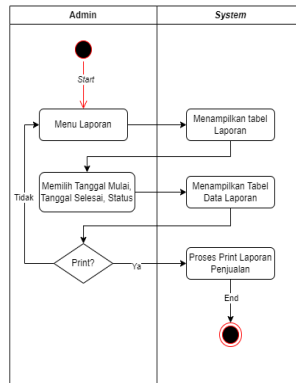 Admin
System
Start
Menu Laporan
Menampilkan tabel
Laporan
Memilih Tanggal Mulai,
Tanggal Selesai, Status
Menampilkan Tabel
Data Laporan
Tidak
Print?
Ya
Proses Print Laporan
Penjualan
End